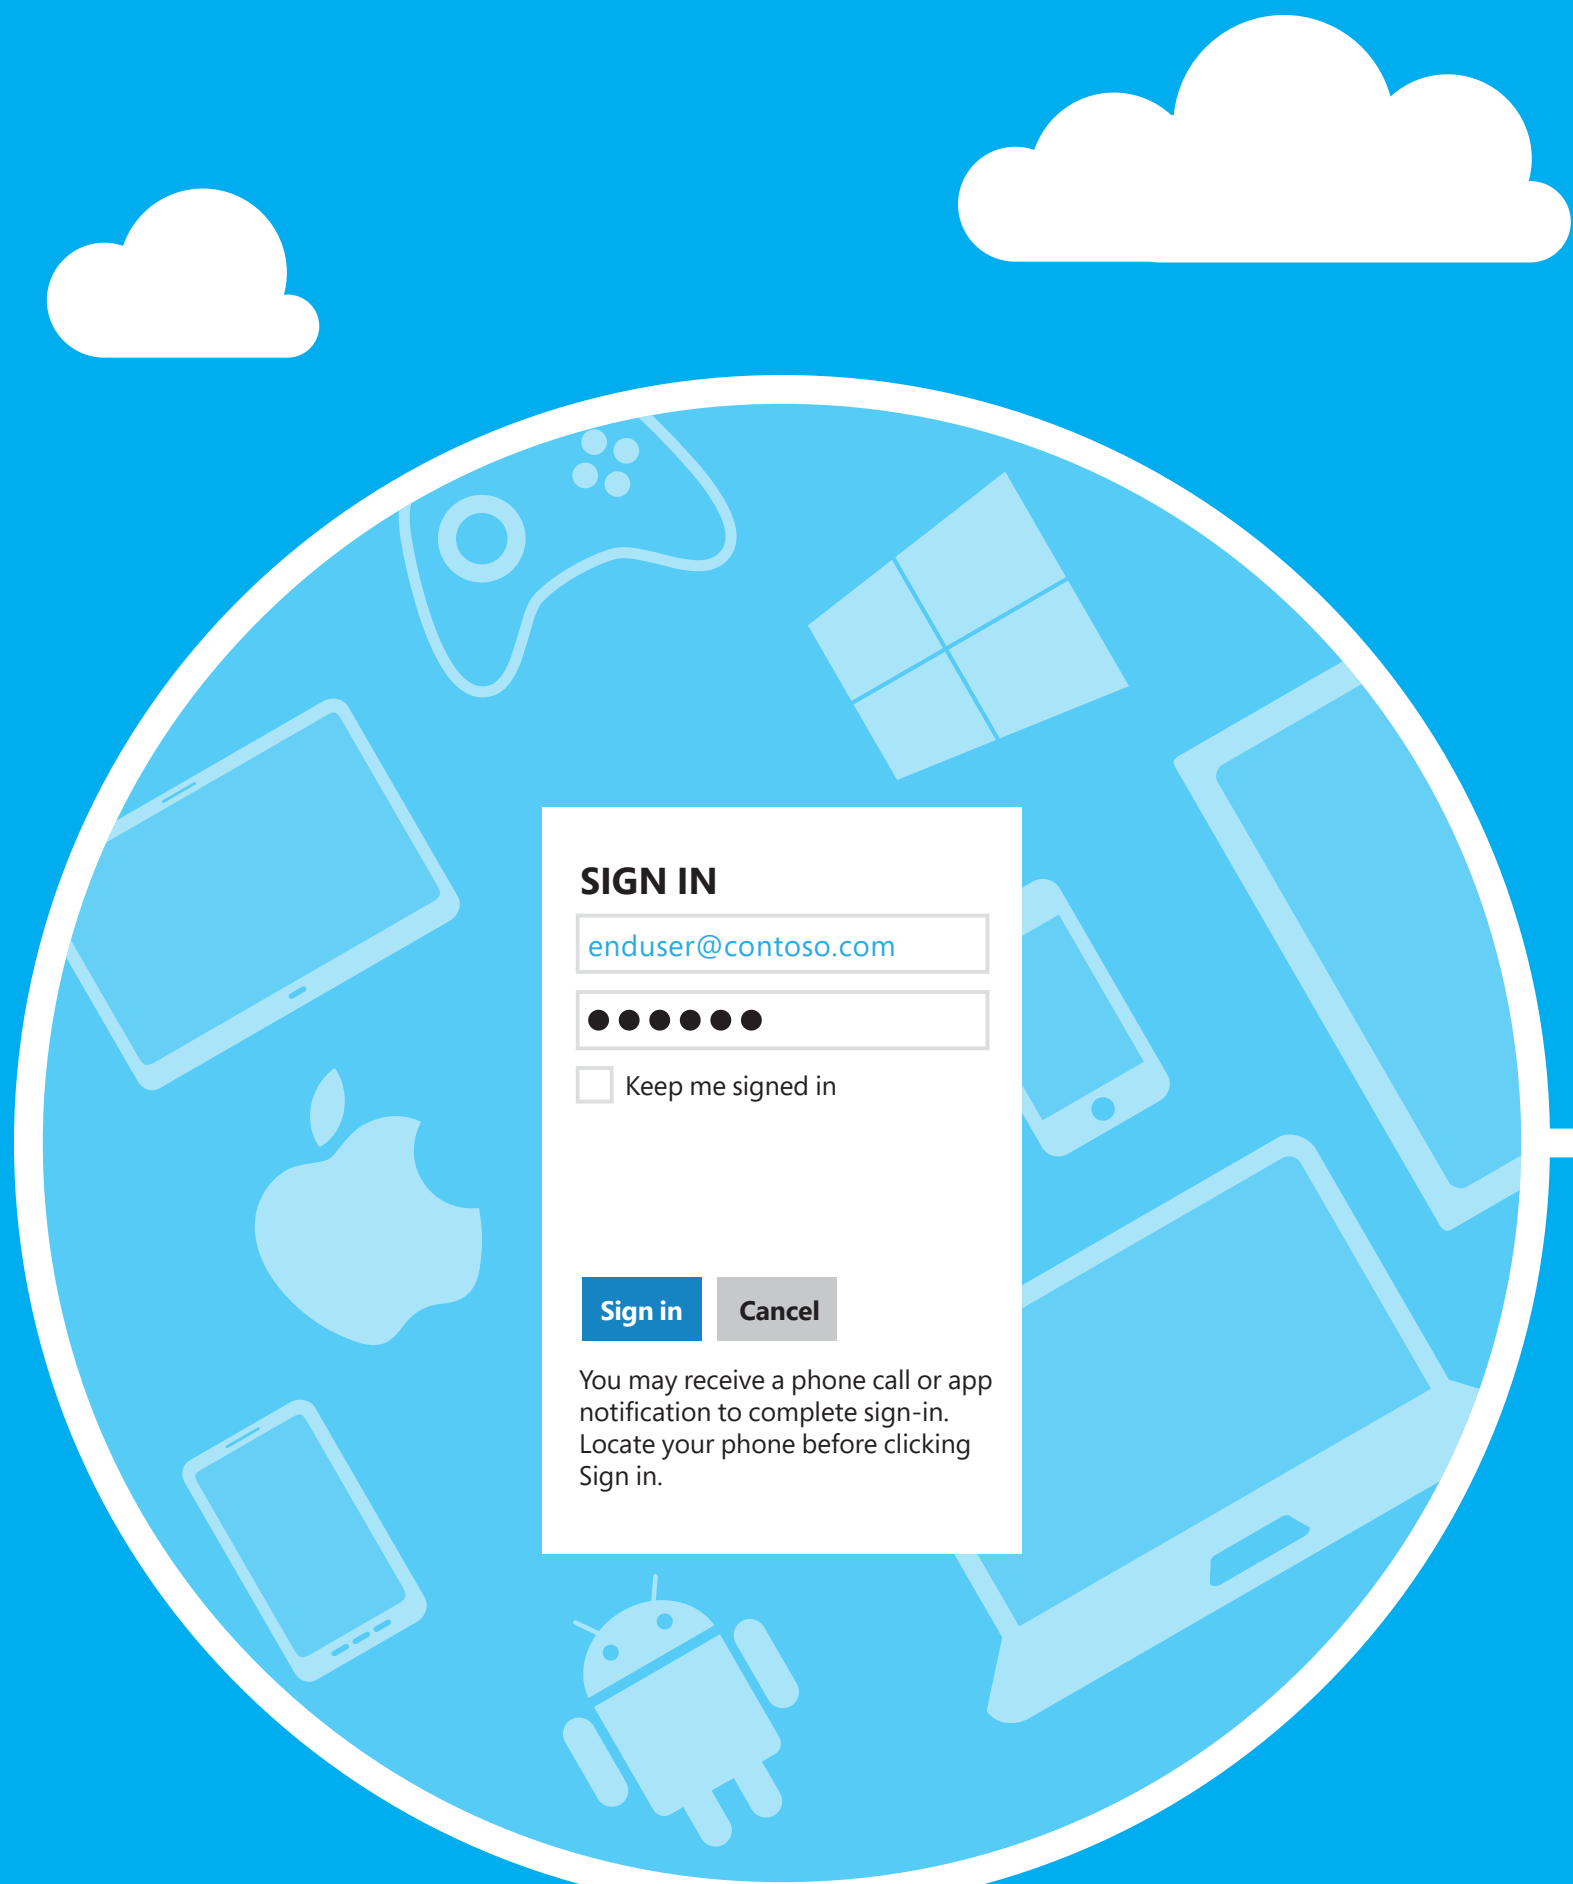 SIGN IN
enduser@contoso.com
●●●●●●
Keep me signed in
Sign in
Cancel
You may receive a phone call or app
notification to complete sign-in.
Locate your phone before clicking
Sign in.